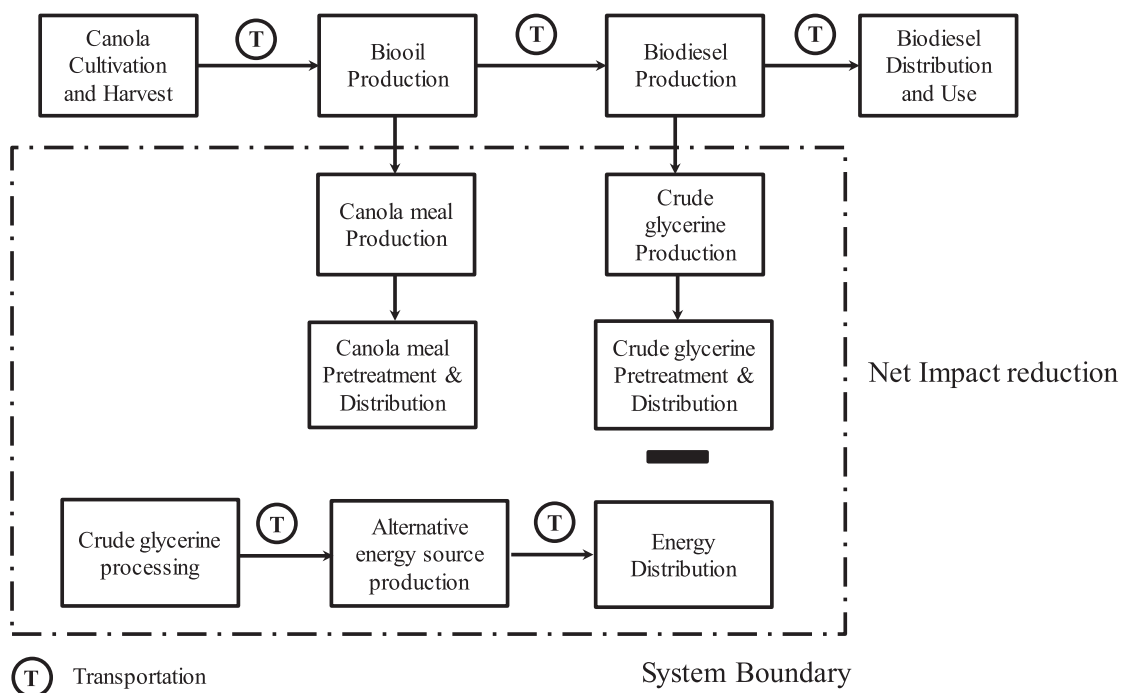 Canola
Cultivation
and Harvest
T
Biooil
Production
T
Biodiesel
Production
T
Biodiesel
Distribution
and Use
Canola meal
Production
Crude
glycerine
Production
Canola meal
Pretreatment &
Distribution
Crude glycerine
Pretreatment &
Distribution
Net Impact reduction
Crude glycerine
processing
T
Alternative
energy source
production
T
Energy
Distribution
T Transportation
System Boundary